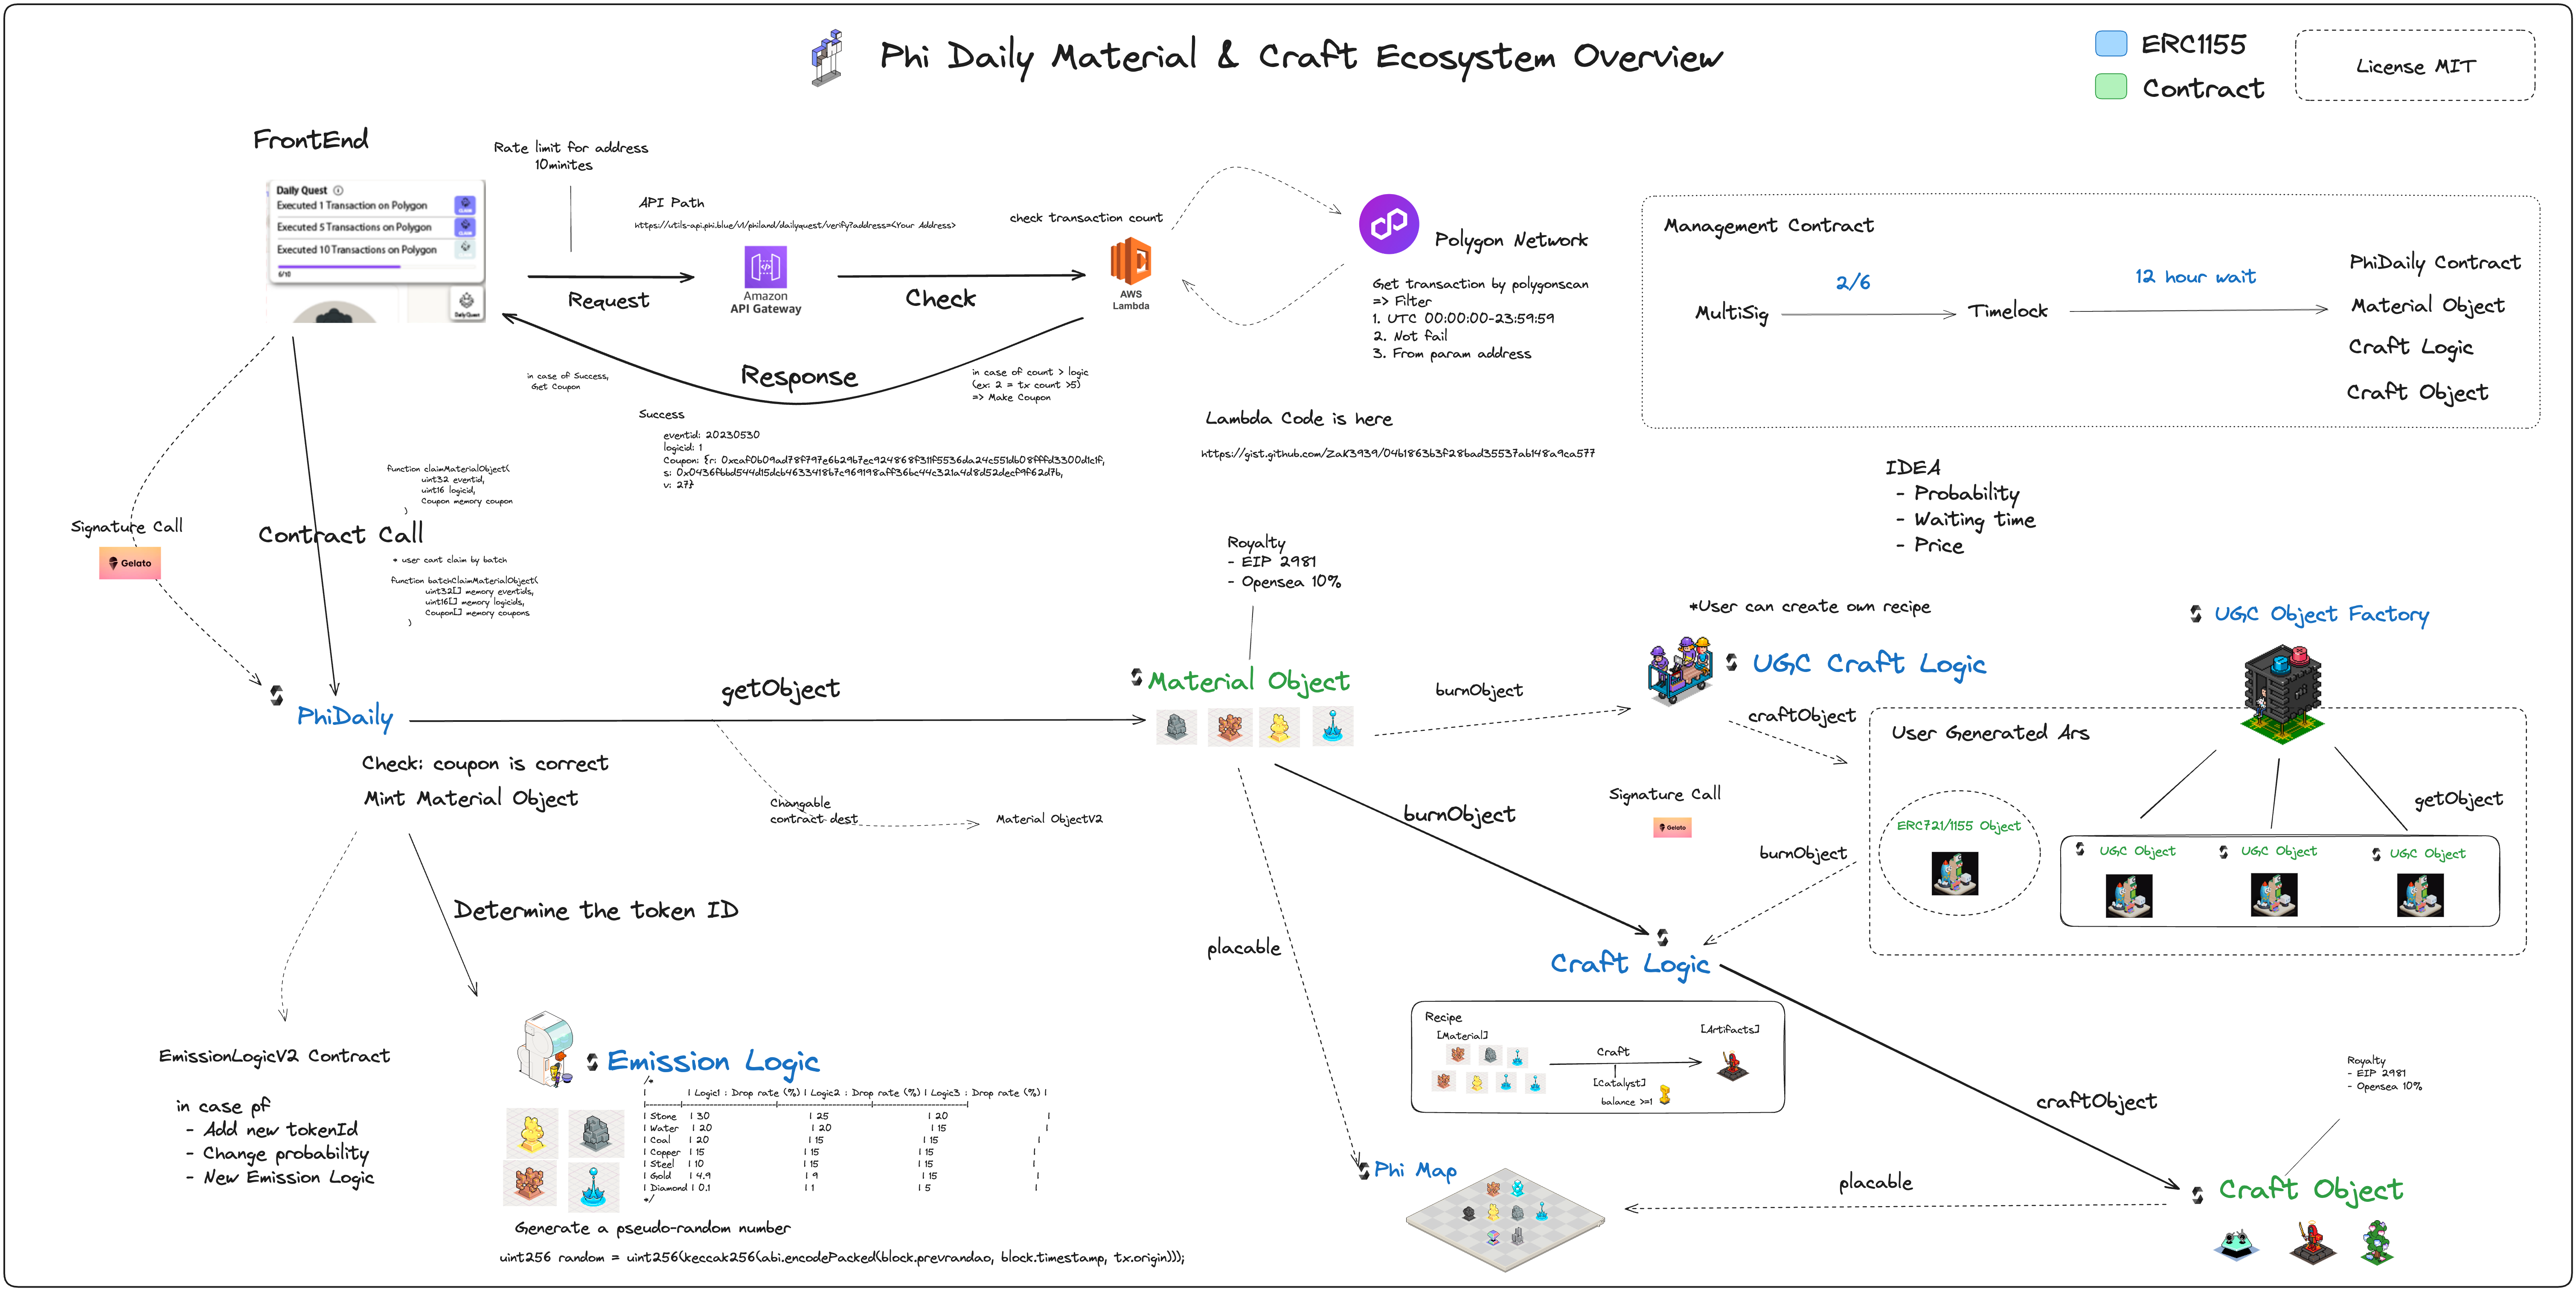 Phi Daily Material & Craft Ecosystem Overview
ERC1155
Contract
License MIT
FrontEnd
Daily Quest
Executed 1 Transaction on Polygon
CLAIM
Executed 5 Transactions on Polygon
CLAIM
Executed 10 Transactions on Polygon
CLAIM
6/10
DailyQuest
Rate limit for address
10minites
Request
API Path
https://utils-api.phi.blue/v1/philand/dailyquest/verify?address=<Your Address>
Amazon
API Gateway
Check
check transaction count
AWS
Lambda
Polygon Network
Get transaction by polygonscan
=> Filter
1. UTC 00:00:00-23:59:59
2. Not fail
3. From param address
Response
in case of Success,
Get Coupon
in case of count > logic
(ex: 2 = tx count >5)
=> Make Coupon
Success
eventid: 20230530
logicid: 1
Lambda Code is here
https://gist.github.com/ZaK3939/04b1863b3f28bad35537ab148a9ca577
Management Contract
MultiSig
2/6
Timelock
12 hour wait
PhiDaily Contract
Material Object
Craft Logic
Craft Object
IDEA
- Probability
- Waiting time
- Price
Signature Call
Gelato
Contract Call
function claimMaterialObject(
uint32 eventid,
uint16 logicid,
Coupon memory coupon
)
* user cant claim by batch
function batchClaimMaterialObject(
uint32[] memory eventids,
uint16[] memory logicids,
Coupon[] memory coupons
)
PhiDaily
Check: coupon is correct
Mint Material Object
getObject
Changable
contract dest
Material ObjectV2
Royalty
- EIP 2981
- Opensea 10%
Material Object
burnObject
*User can create own recipe
UGC Craft Logic
craftObject
UGC Object Factory
User Generated Ars
getObject
ERC721/1155 Object
UGC Object
UGC Object
UGC Object
Signature Call
Gelato
burnObject
burnObject
placable
Craft Logic
Recipe
[Material]
Craft
[Catalyst]
balance >=1
[Artifacts]
craftObject
Royalty
- EIP 2981
- Opensea 10%
Craft Object
placable
Phi Map
Determine the token ID
EmissionLogicV2 Contract
in case pf
- Add new tokenId
- Change probability
- New Emission Logic
Emission Logic
/*
| | Logic1 : Drop rate (%) | Logic2 : Drop rate (%) | Logic3 : Drop rate (%) |
|--------|--------------------------|--------------------------|--------------------------|
| Stone | 30 | 25 | 20 |
| Water | 20 | 20 | 15 |
| Coal | 20 | 15 | 15 |
| Copper | 15 | 15 | 15 |
| Steel | 10 | 15 | 15 |
| Gold | 4.9 | 9 | 15 |
| Diamond | 0.1 | 1 | 5 |
*/
Generate a pseudo-random number
uint256 random = uint256(keccak256(abi.encodePacked(block.prevrandao, block.timestamp, tx.origin)));